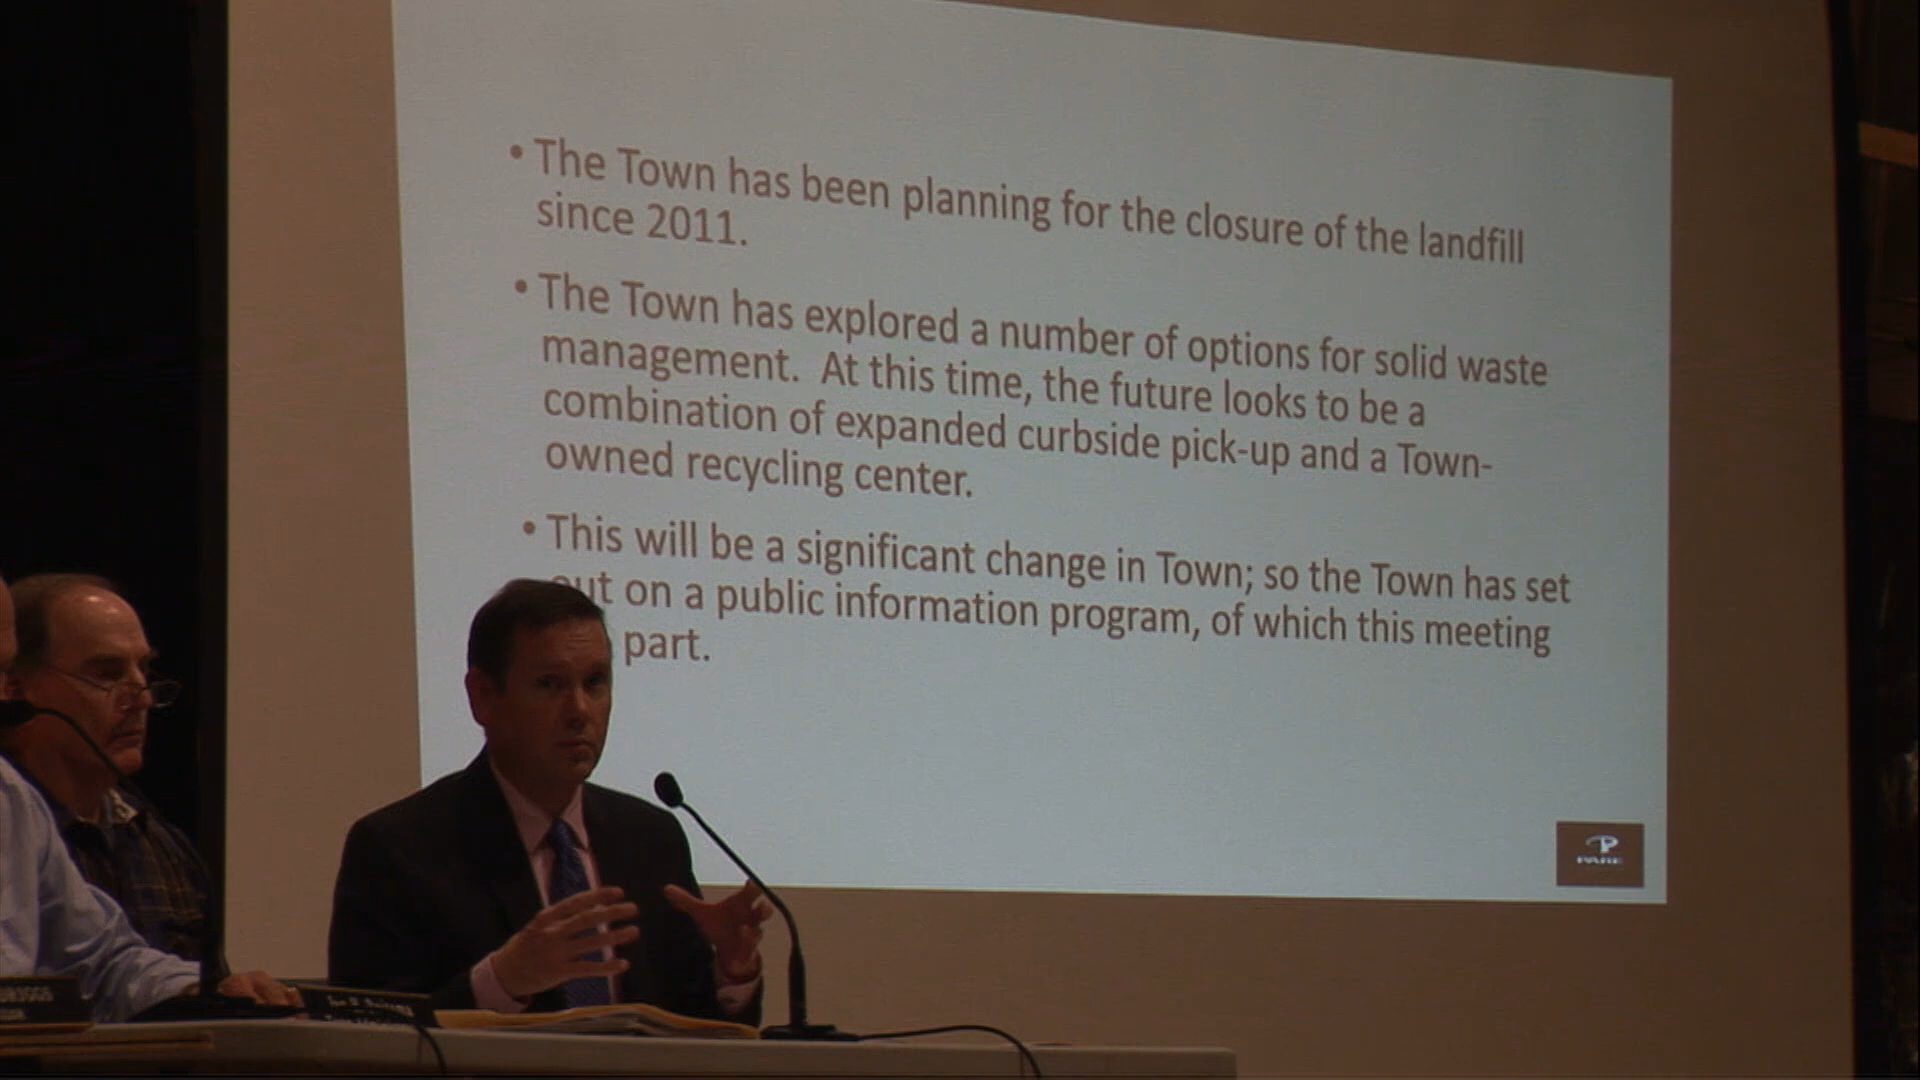 • The Town has been planning for the closure of the landfill
since 2011.
• The Town has explored a number of options for solid waste
management. At this time, the future looks to be a
combination of expanded curbside pick-up and a Town-
owned recycling center.
• This will be a significant change in Town; so the Town has set
out on a public information program, of which this meeting
part.
PARE